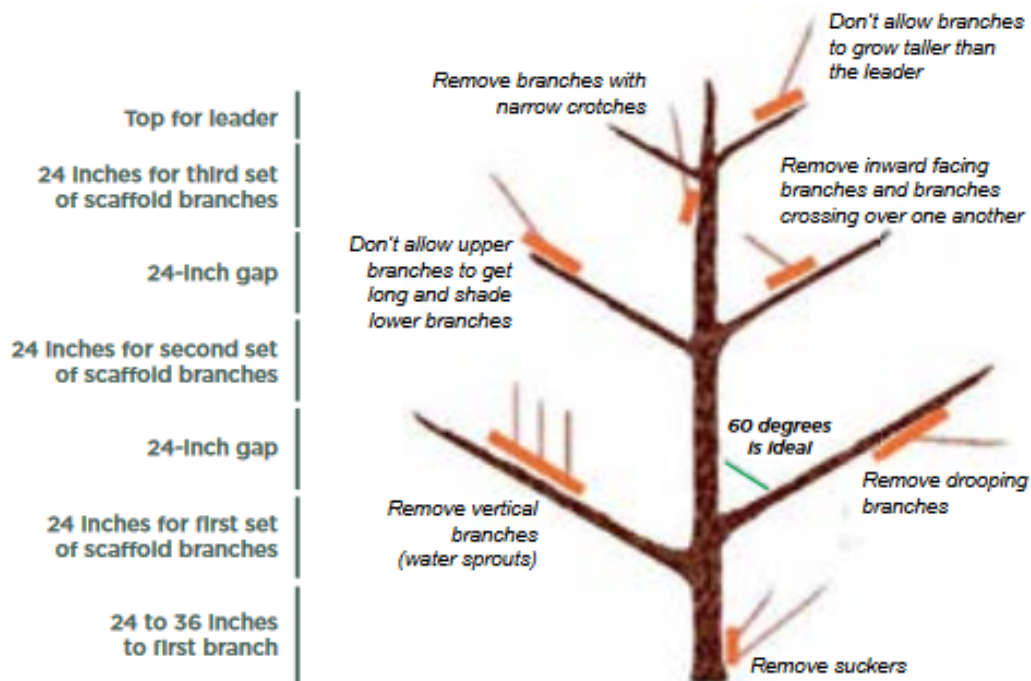 Don't allow branches
to grow taller than
the leader
Remove branches with
narrow crotches
Top for leader
24 inches for third set
of scaffold branches
Remove inward facing
branches and branches
crossing over one another
Don't allow upper
branches to get
long and shade
lower branches
24-inch gap
24 inches for second set
of scaffold branches
24-inch gap
60 degrees
is ideal
Remove drooping
branches
Remove vertical
branches
(water sprouts)
24 inches for first set
of scaffold branches
24 to 36 inches
to first branch
Remove suckers